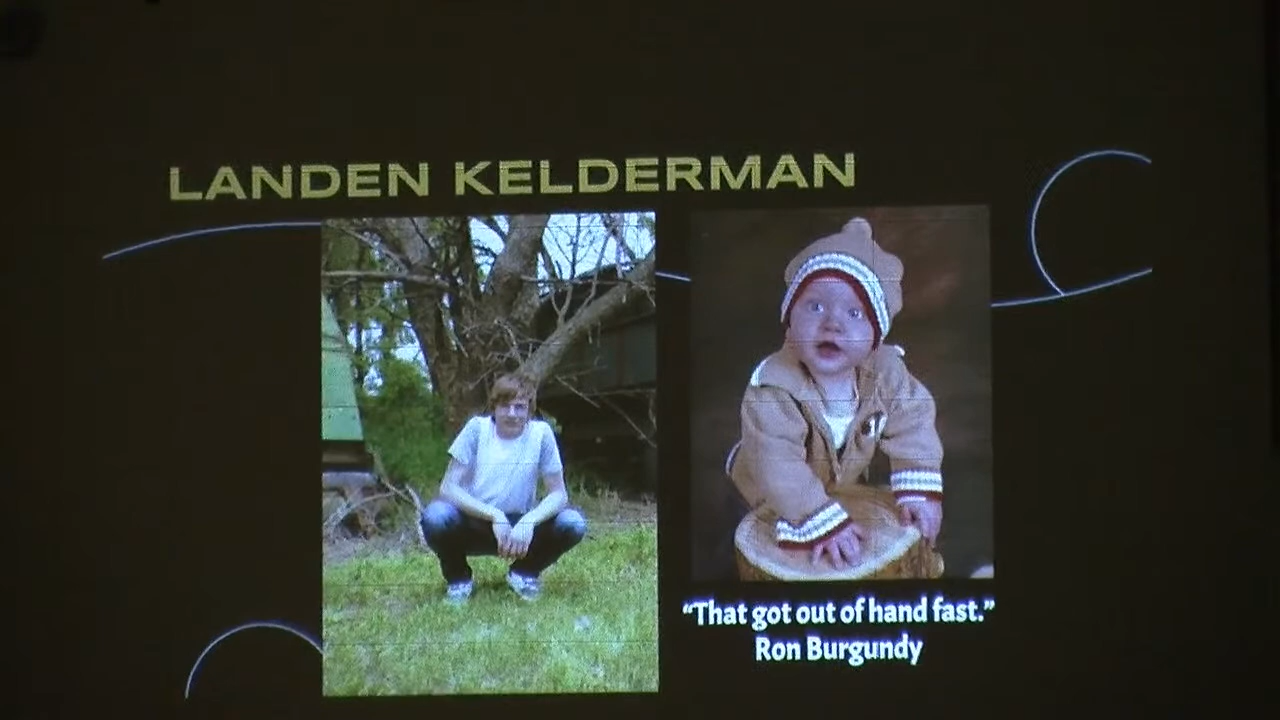 LANDEN KELDERMAN
“That got out of hand fast.”
Ron Burgundy